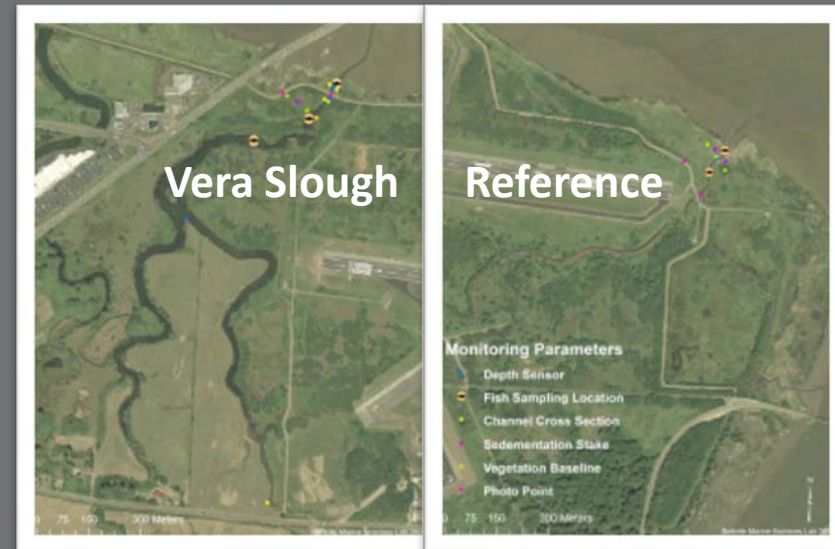 Vera Slough
Reference
Monitoring Parameters
Depth Sensor
Fish Sampling Location
Channel Cross Section
Sedementation Stake
Vegetation Baseline
Photo Point
0 75 150 300 Meters
0 75 150 300 Meters
N